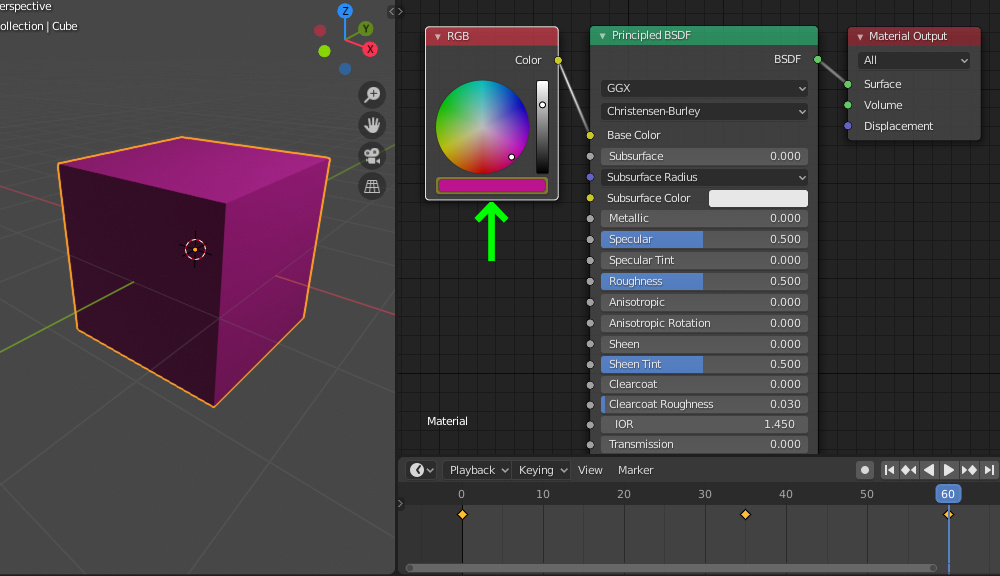 erspective
ollection | Cube
Z
Y
X
RGB
Color
Principled BSDF
BSDF
GGX
Christensen-Burley
Base Color
Subsurface 0.000
Subsurface Radius
Subsurface Color
Metallic 0.000
Specular 0.500
Specular Tint 0.000
Roughness 0.500
Anisotropic 0.000
Anisotropic Rotation 0.000
Sheen 0.000
Sheen Tint 0.500
Clearcoat 0.000
Clearcoat Roughness 0.030
IOR 1.450
Transmission 0.000
Material Output
All
Surface
Volume
Displacement
Material
Playback Keying View Marker
0 10 20 30 40 50 60